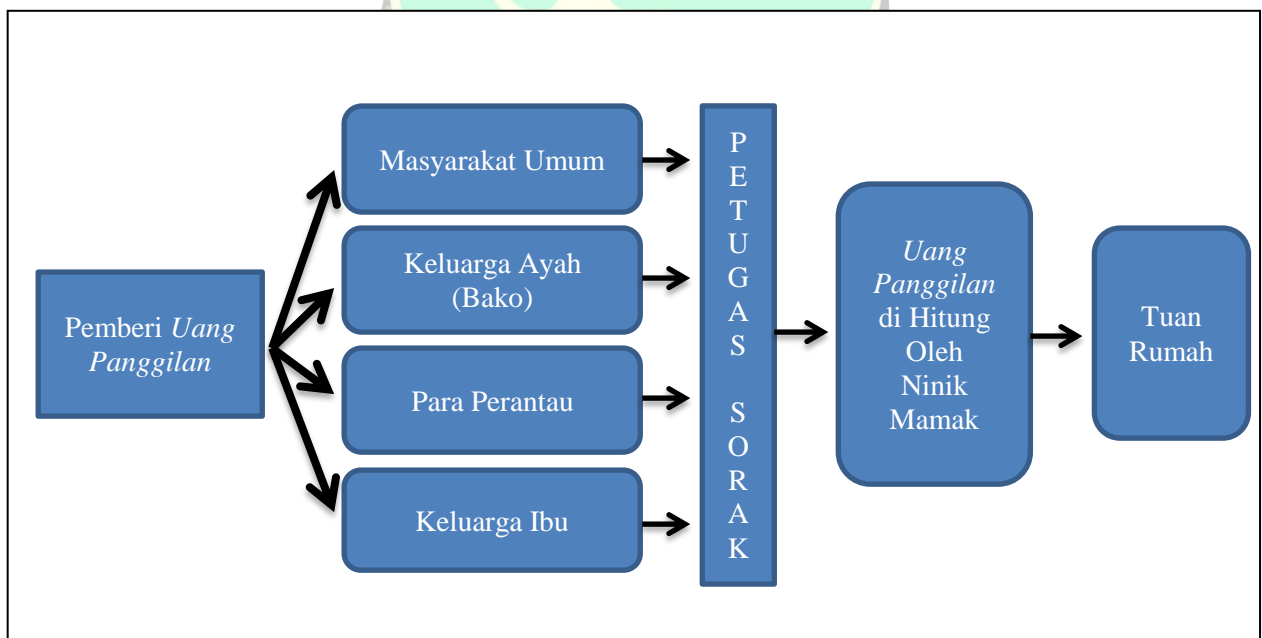 Pemberi Uang
Panggilan
Masyarakat Umum
Keluarga Ayah
(Bako)
Para Perantau
Keluarga Ibu
P
E
T
U
G
A
S
S
O
R
A
K
Uang
Panggilan
di Hitung
Oleh
Ninik
Mamak
Tuan
Rumah